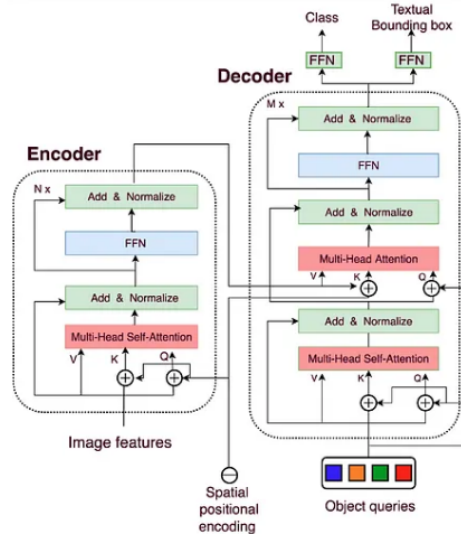 Class
Textual
Bounding box
FFN
FFN
Decoder
M x
Add & Normalize
FFN
Add & Normalize
Multi-Head Attention
V
K
Q
Add & Normalize
Multi-Head Self-Attention
V
K
Q
Object queries
Encoder
N x
Add & Normalize
FFN
Add & Normalize
Multi-Head Self-Attention
V
K
Q
Image features
Spatial
positional
encoding